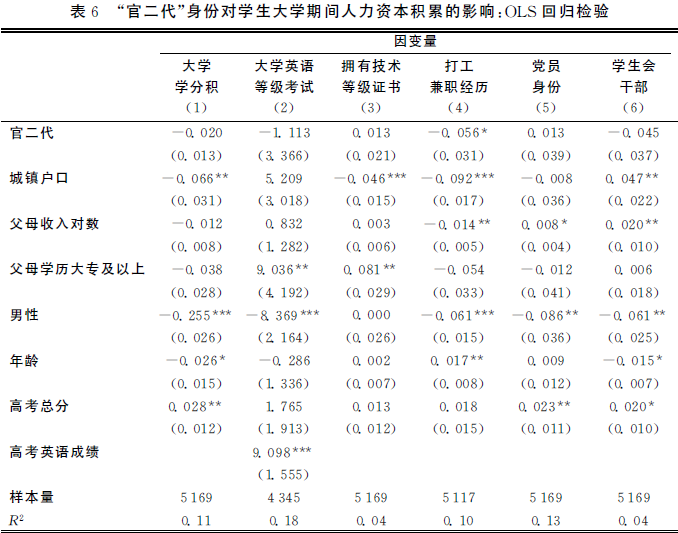 表 6 “官二代”身份对学生大学期间人力资本积累的影响:OLS 回归检验
因变量
大学 大学英语 拥有技术 打工 党员 学生会
学分积 等级考试 等级证书 兼职经历 身份 干部
(1) (2) (3) (4) (5) (6)
官二代 −0.020 −1.113 0.013 −0.056* 0.013 −0.045
(0.013) (3.366) (0.021) (0.031) (0.039) (0.037)
城镇户口 −0.066** 5.209 −0.046*** −0.092*** −0.008 0.047**
(0.031) (3.018) (0.015) (0.017) (0.036) (0.022)
父母收入对数 −0.012 0.832 0.003 −0.014** 0.008* 0.020**
(0.008) (1.282) (0.006) (0.005) (0.004) (0.010)
父母学历大专及以上 −0.038 9.036** 0.081** −0.054 −0.012 0.006
(0.028) (4.192) (0.029) (0.033) (0.041) (0.018)
男性 −0.255*** −8.369*** 0.000 −0.061*** −0.086** −0.061**
(0.026) (2.164) (0.026) (0.015) (0.036) (0.025)
年龄 −0.026* −0.286 0.002 0.017** 0.009 −0.015*
(0.015) (1.336) (0.007) (0.008) (0.012) (0.007)
高考总分 0.028** 1.765 0.013 0.018 0.023** 0.020*
(0.012) (1.913) (0.012) (0.015) (0.011) (0.010)
高考英语成绩 9.098***
(1.555)
样本量 5 169 4 345 5 169 5 117 5 169 5 169
R² 0.11 0.18 0.04 0.10 0.13 0.04